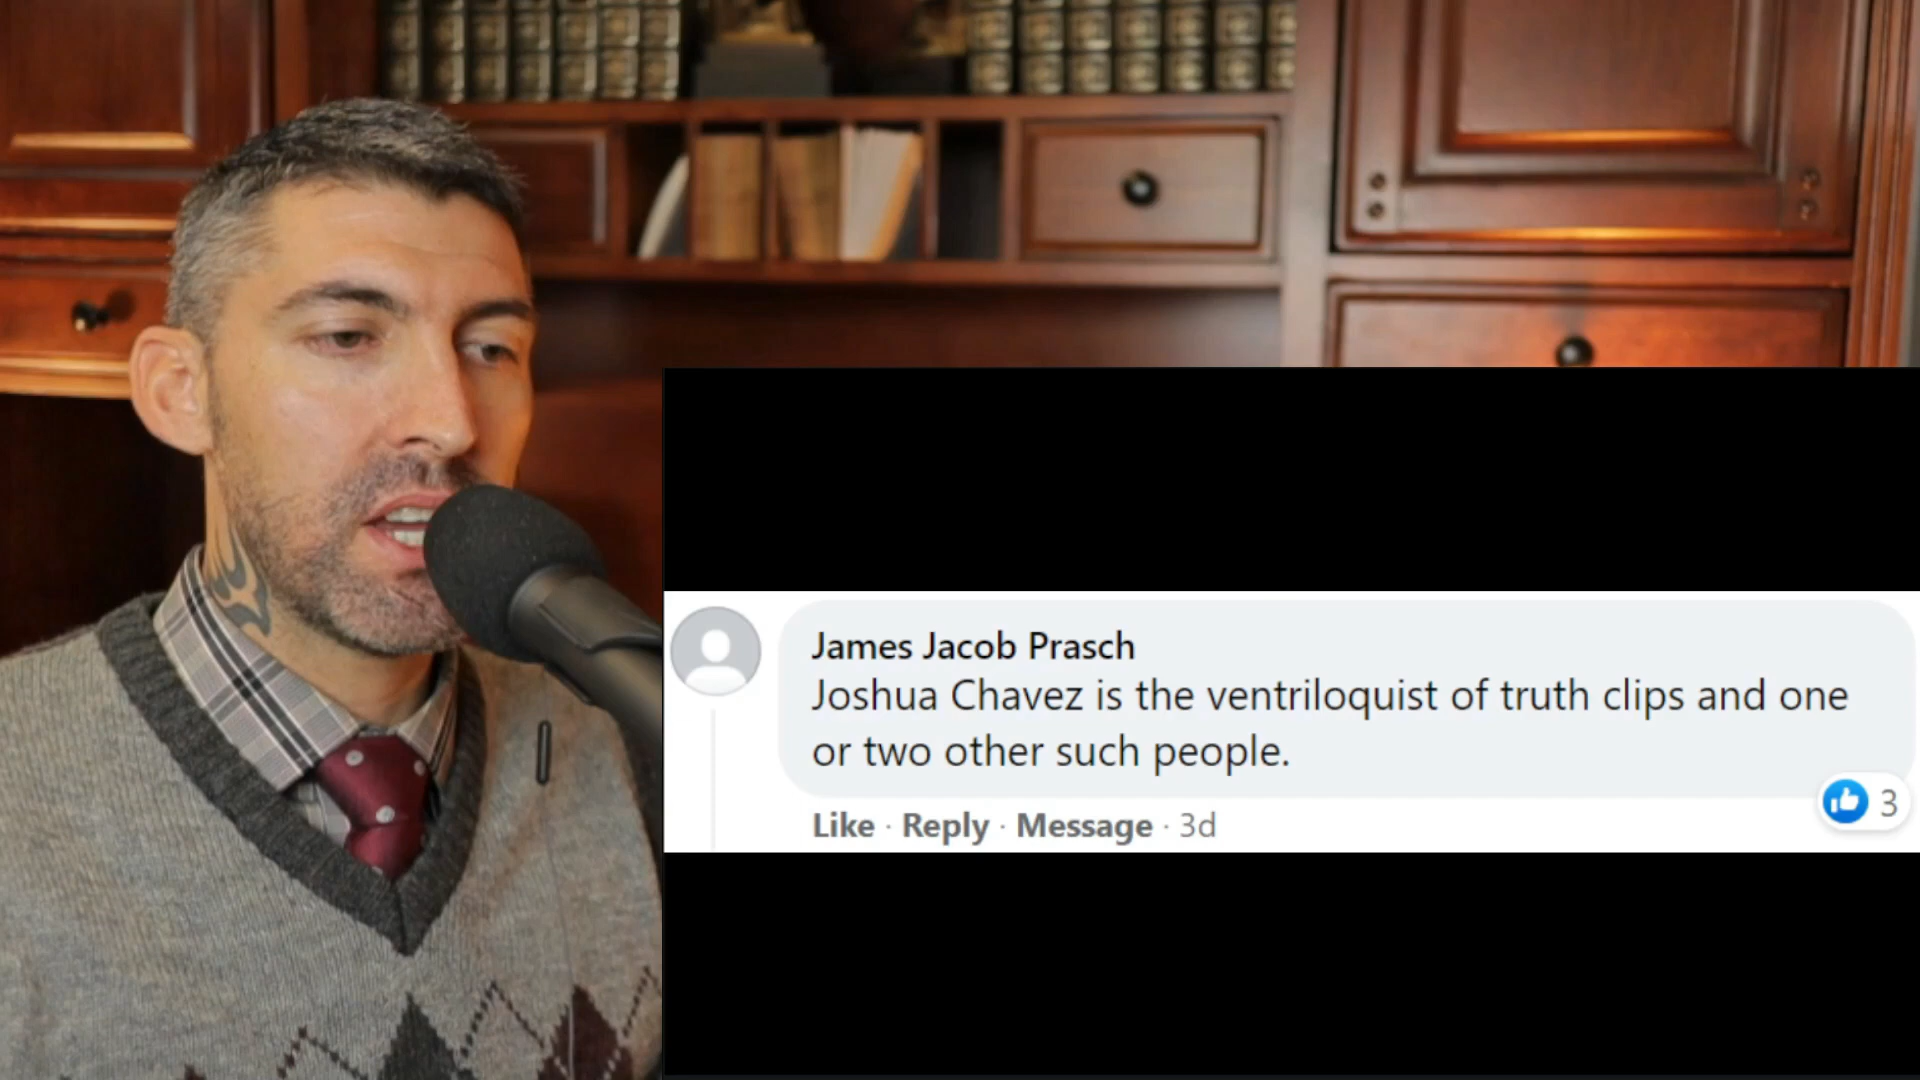 James Jacob Prasch
Joshua Chavez is the ventriloquist of truth clips and one
or two other such people.
Like · Reply · Message · 3d
3